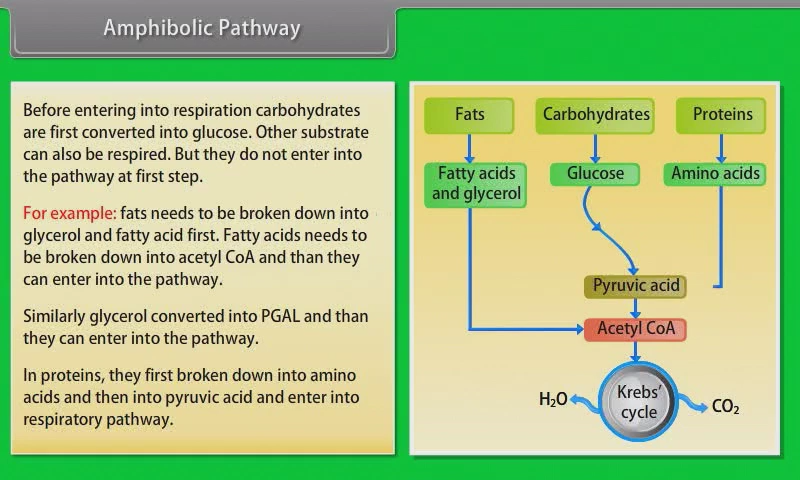 Amphibolic Pathway
Before entering into respiration carbohydrates
are first converted into glucose. Other substrate
can also be respired. But they do not enter into
the pathway at first step.
For example: fats needs to be broken down into
glycerol and fatty acid first. Fatty acids needs to
be broken down into acetyl CoA and than they
can enter into the pathway.
Similarly glycerol converted into PGAL and than
they can enter into the pathway.
In proteins, they first broken down into amino
acids and then into pyruvic acid and enter into
respiratory pathway.
Fats
Carbohydrates
Proteins
Fatty acids
and glycerol
Glucose
Amino acids
Pyruvic acid
Acetyl CoA
Krebs'
cycle
H₂O
CO₂